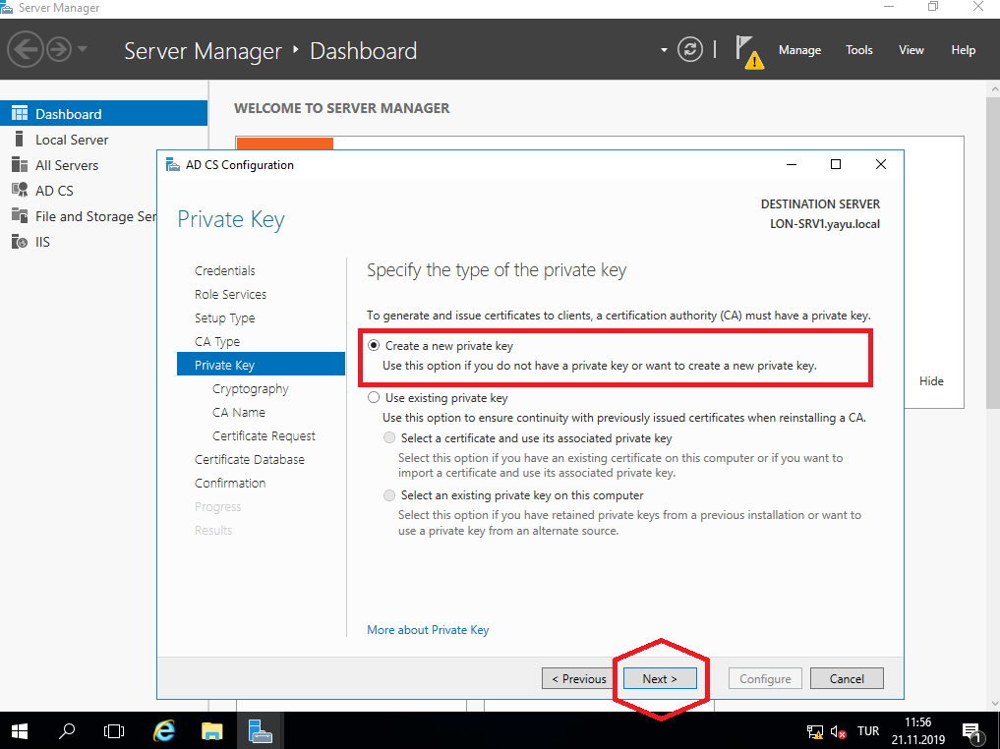 Server Manager
Server Manager ‣ Dashboard
Manage
Tools
View
Help
Dashboard
Local Server
All Servers
AD CS
File and Storage Ser
IIS
WELCOME TO SERVER MANAGER
Hide
AD CS Configuration
Private Key
DESTINATION SERVER
LON-SRV1.yayu.local
Credentials
Role Services
Setup Type
CA Type
Private Key
Cryptography
CA Name
Certificate Request
Certificate Database
Confirmation
Progress
Results
Specify the type of the private key
To generate and issue certificates to clients, a certification authority (CA) must have a private key.
Create a new private key
Use this option if you do not have a private key or want to create a new private key.
Use existing private key
Use this option to ensure continuity with previously issued certificates when reinstalling a CA.
Select a certificate and use its associated private key
Select this option if you have an existing certificate on this computer or if you want to
import a certificate and use its associated private key.
Select an existing private key on this computer
Select this option if you have retained private keys from a previous installation or want to
use a private key from an alternate source.
More about Private Key
< Previous
Next >
Configure
Cancel
TUR
11:56
21.11.2019
1